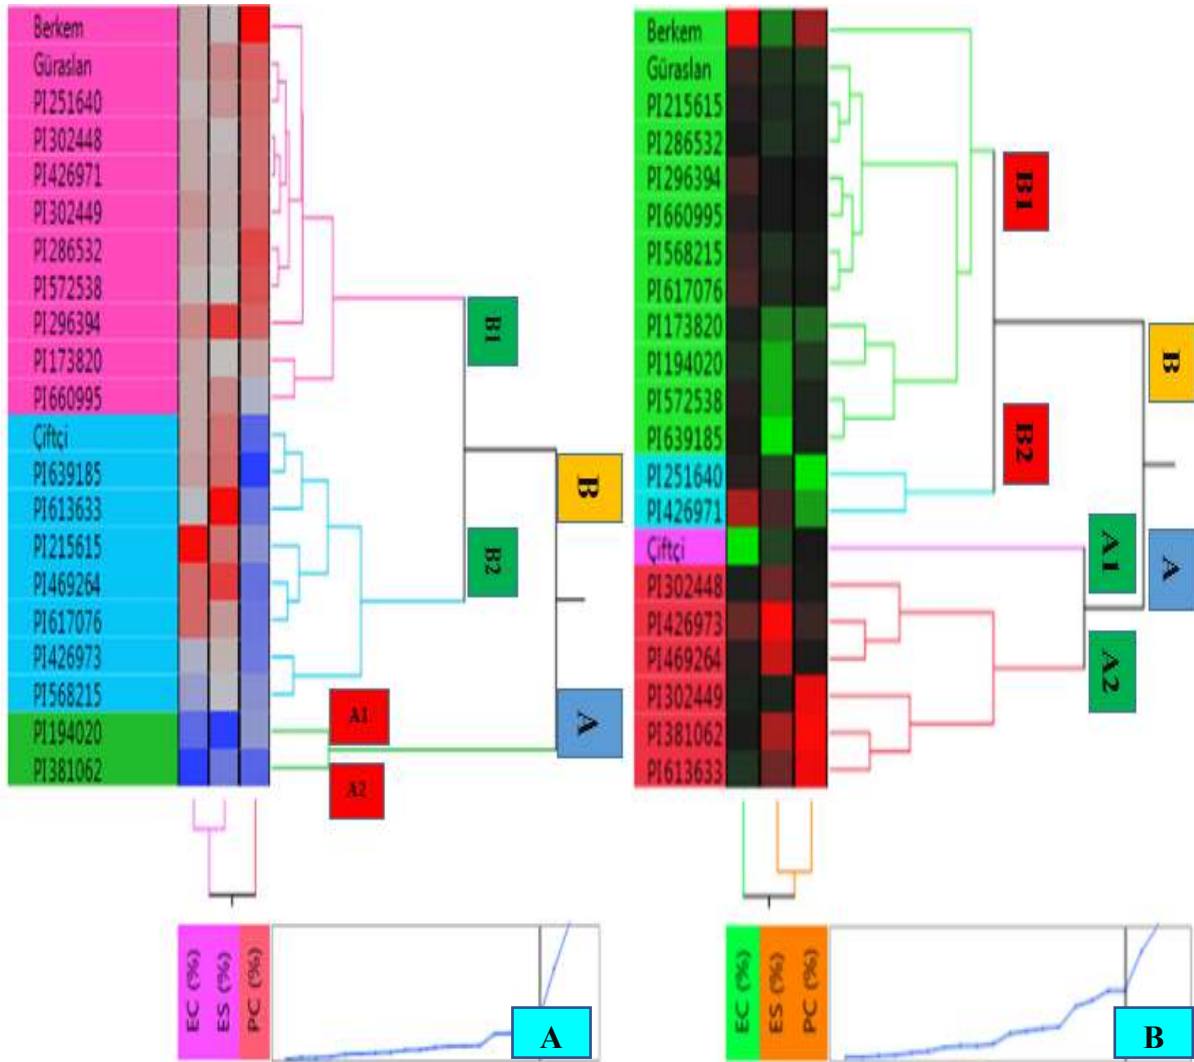 Berkem
Güraslan
PI251640
PI302448
PI426971
PI302449
PI286532
PI572538
PI296394
PI173820
PI660995
Çiftçi
PI639185
PI613633
PI215615
PI469264
PI617076
PI426973
PI568215
PI194020
PI381062
B1
B2
B
A
A1
A2
EC (%)
ES (%)
PC (%)
A
Berkem
Güraslan
PI215615
PI286532
PI296394
PI660995
PI568215
PI617076
PI173820
PI194020
PI572538
PI639185
PI251640
PI426971
Çiftçi
PI302448
PI426973
PI469264
PI302449
PI381062
PI613633
B1
B2
B
A1
A
A2
EC (%)
ES (%)
PC (%)
B